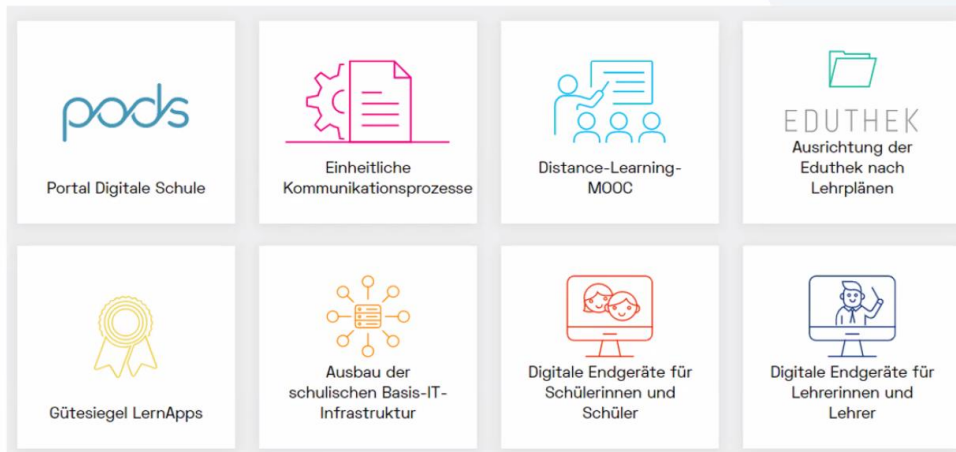 pods
Portal Digitale Schule
Einheitliche
Kommunikationsprozesse
Distance-Learning-
MOOC
EDUTHEK
Ausrichtung der
Eduthek nach
Lehrplänen
Gütesiegel LernApps
Ausbau der
schulischen Basis-IT-
Infrastruktur
Digitale Endgeräte für
Schülerinnen und
Schüler
Digitale Endgeräte für
Lehrerinnen und
Lehrer